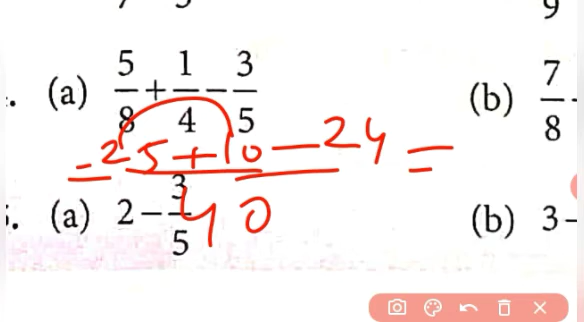 (a) 5/8 + 1/4 - 3/5
(b) 7/8
= 25 + 10 - 24 / 40 =
(a) 2 - 3/5
(b) 3 -